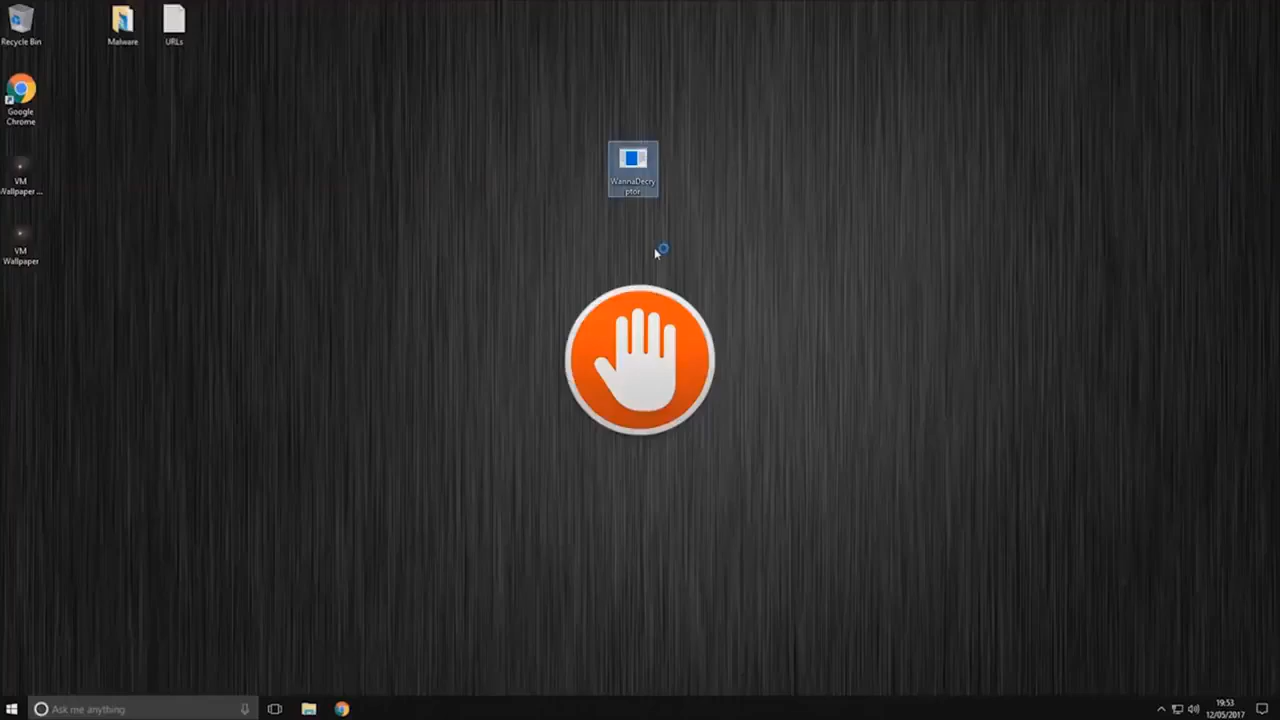 Recycle Bin
Malware
URLs
Google
Chrome
VM
Wallpaper ...
VM
Wallpaper
WannaDecry
ptor
Ask me anything
19:53
12/05/2017